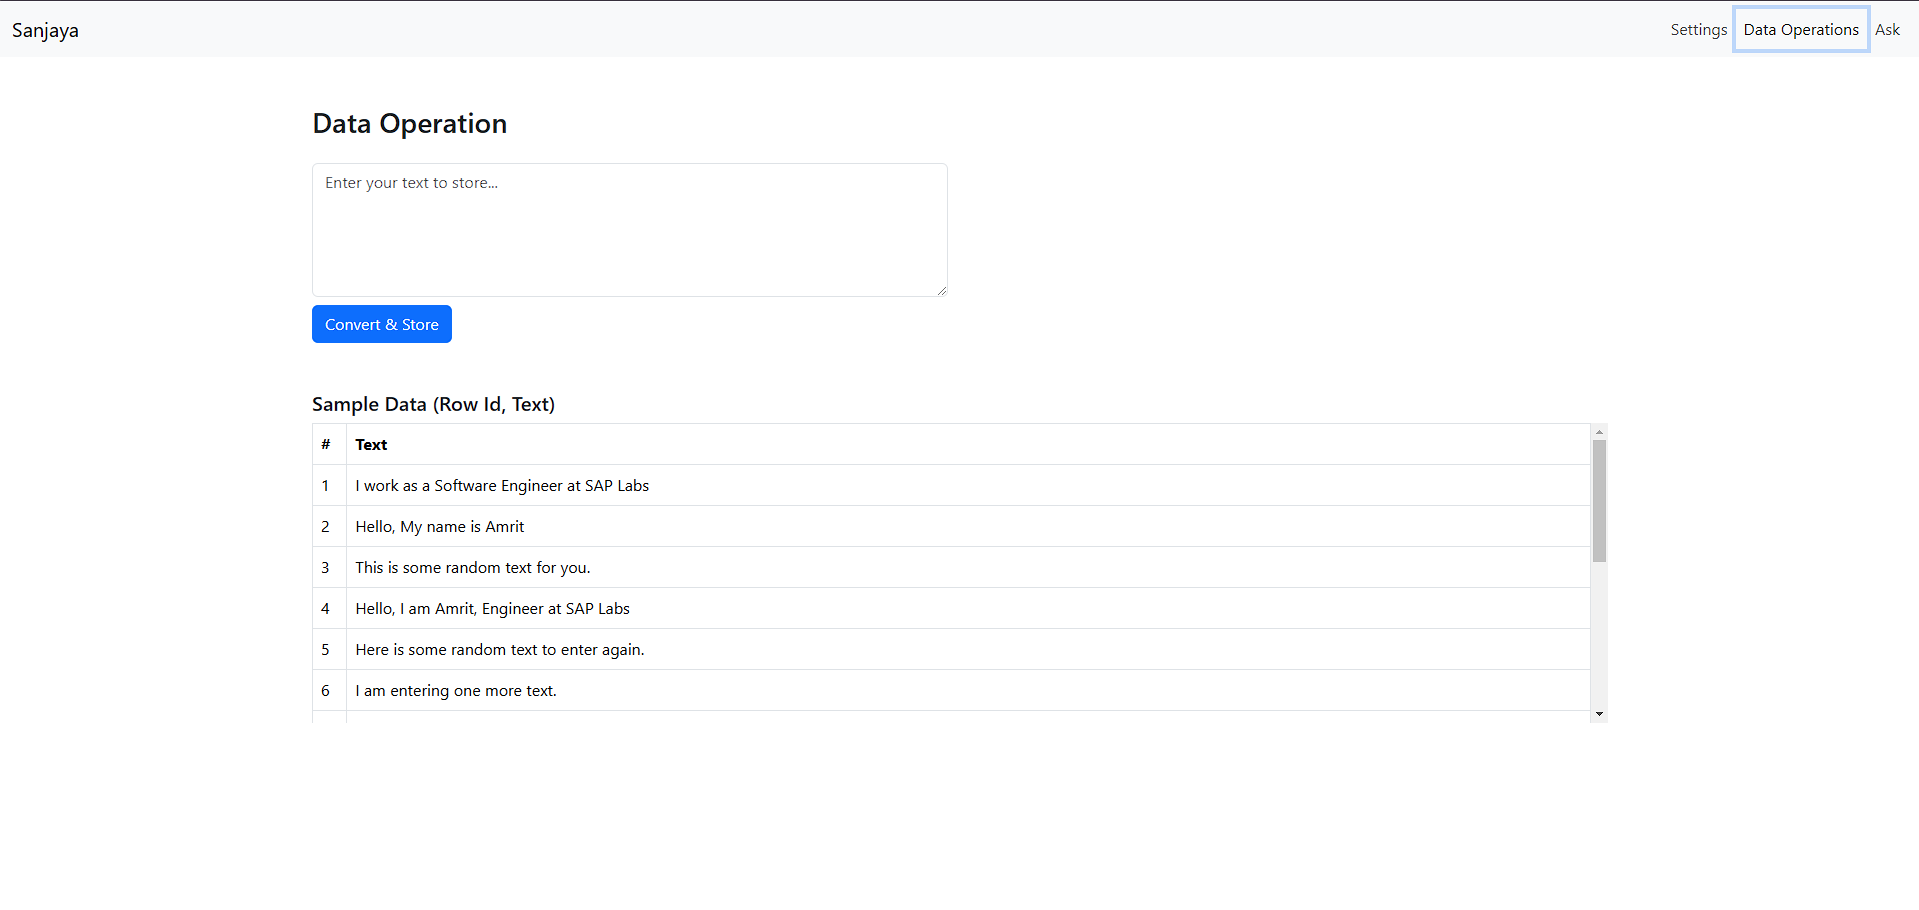 Sanjaya Settings Data Operations Ask
Data Operation
Enter your text to store...
Convert & Store
Sample Data (Row Id, Text)
# Text
1 I work as a Software Engineer at SAP Labs
2 Hello, My name is Amrit
3 This is some random text for you.
4 Hello, I am Amrit, Engineer at SAP Labs
5 Here is some random text to enter again.
6 I am entering one more text.